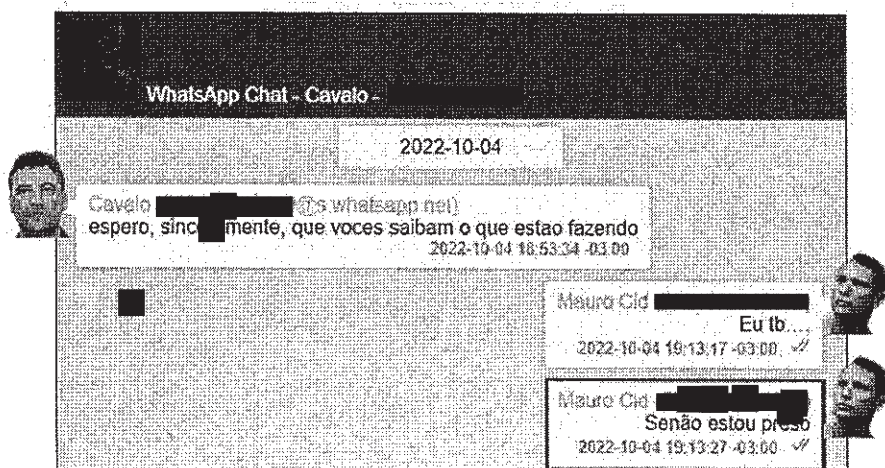 WhatsApp Chat - Cavalo -
2022-10-04
Cavalo @s.whatsapp.net)
espero, mente, que voces saibam o que estao fazendo
2022-10-04 18:53:34 -03:00
Mauro Cid
Eu tb....
2022-10-04 19:13:17 -03:00
Mauro Cid
Senão estou preso
2022-10-04 19:13:27 -03:00